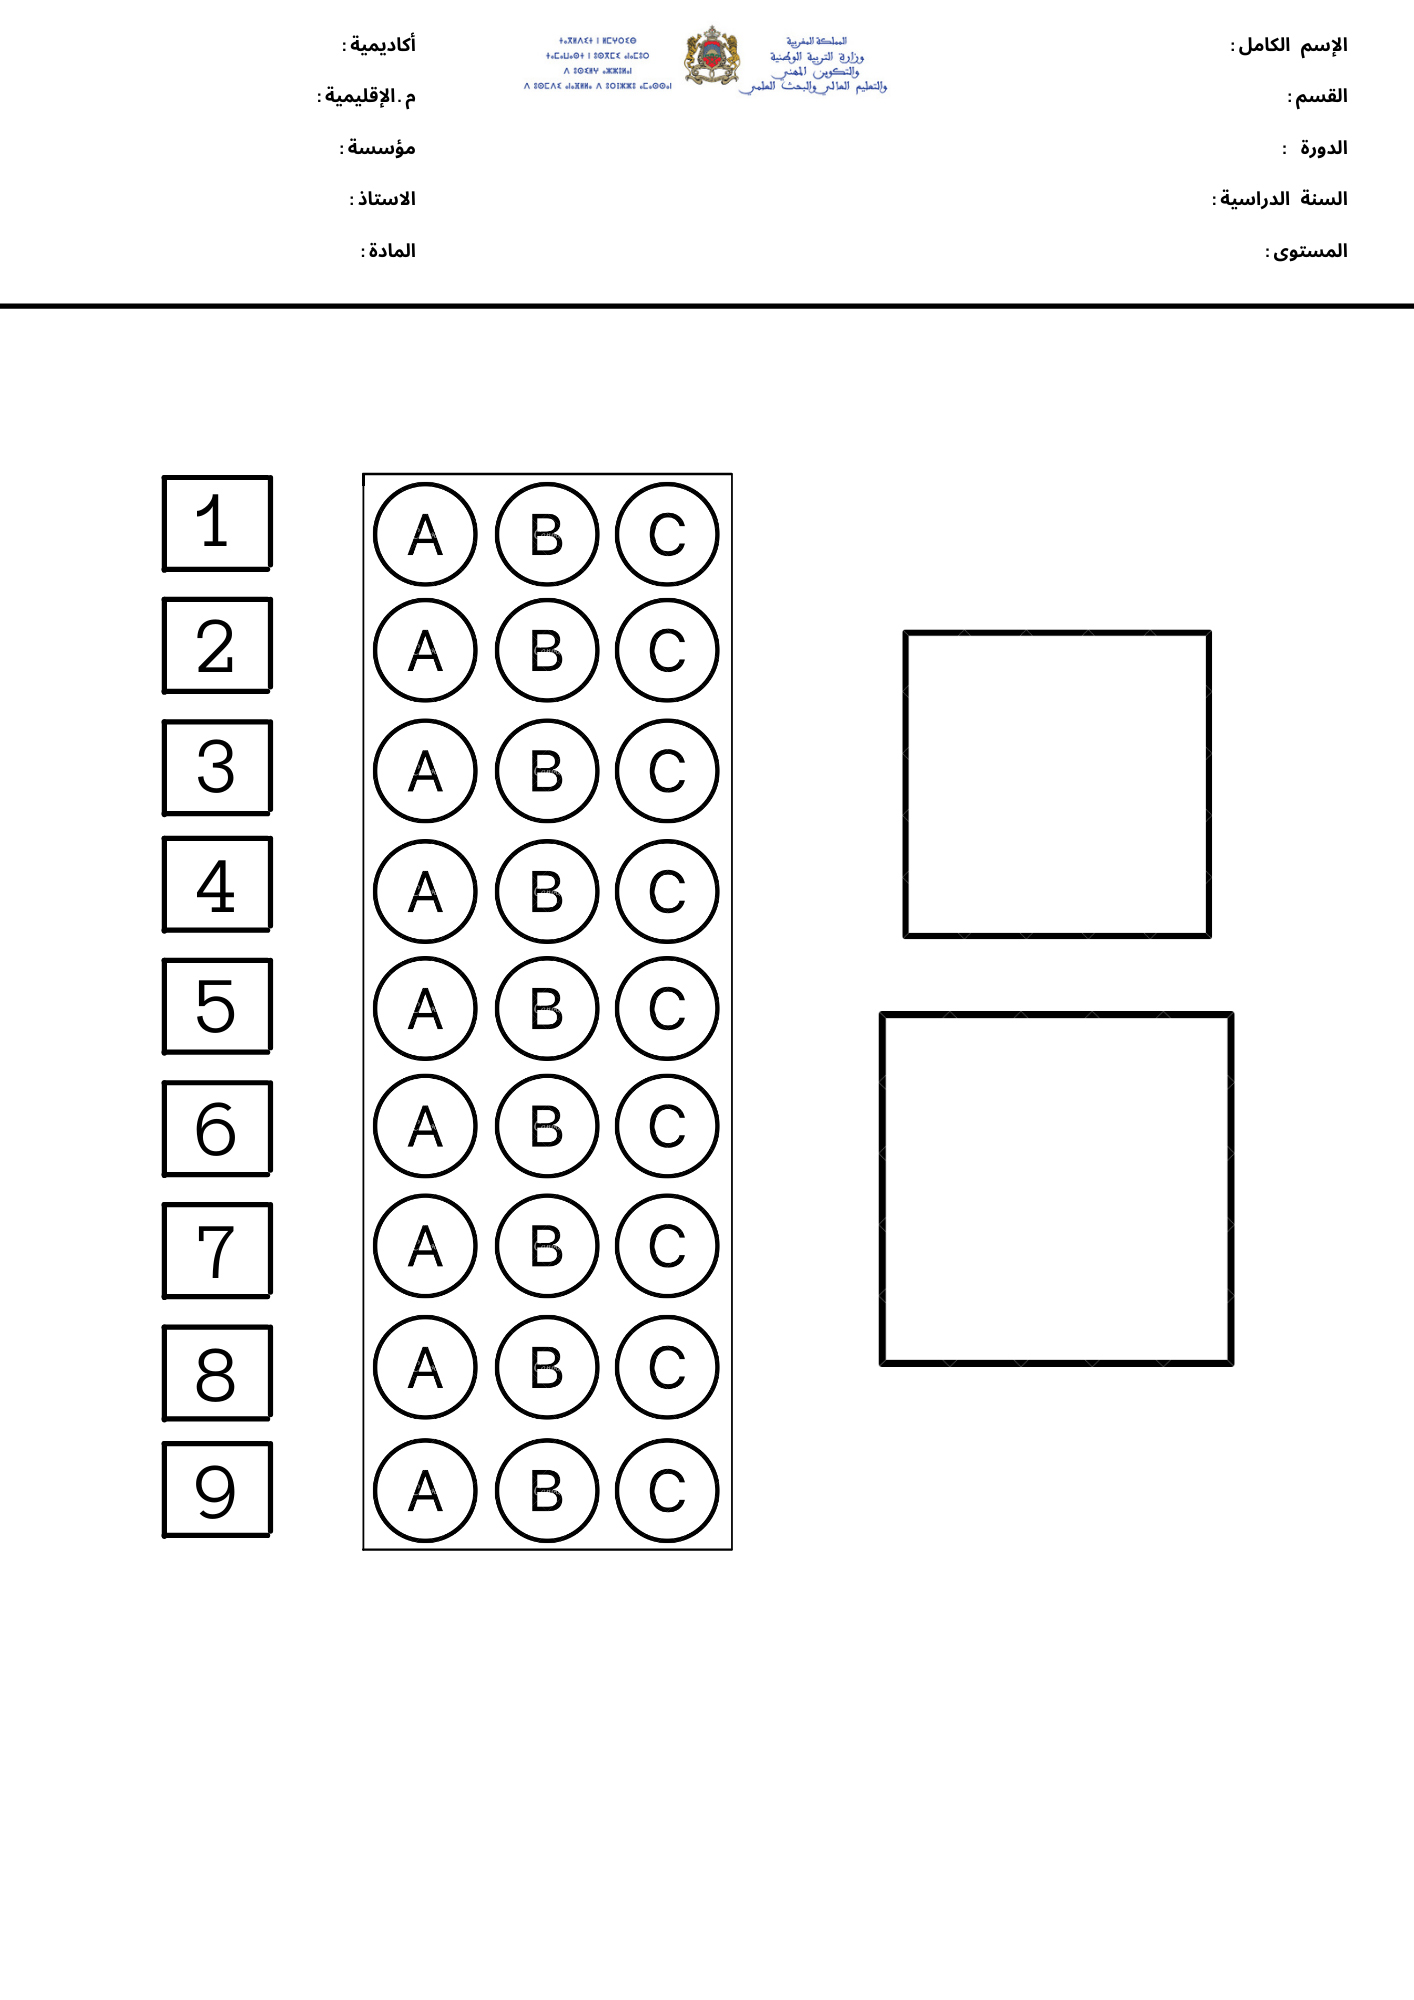 الإسم الكامل :
القسم :
الدورة :
السنة الدراسية :
المستوى :
المملكة المغربية
وزارة التربية الوطنية
والتكوين المهني
والتعليم العالي والبحث العلمي
أكاديمية :
م.الإقليمية :
مؤسسة :
الاستاذ :
المادة :
1 A B C
2 A B C
3 A B C
4 A B C
5 A B C
6 A B C
7 A B C
8 A B C
9 A B C